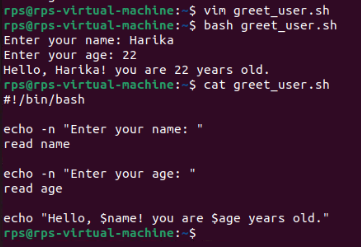 rps@rps-virtual-machine:~$ vim greet_user.sh
rps@rps-virtual-machine:~$ bash greet_user.sh
Enter your name: Harika
Enter your age: 22
Hello, Harika! you are 22 years old.
rps@rps-virtual-machine:~$ cat greet_user.sh
#!/bin/bash
echo -n "Enter your name: "
read name
echo -n "Enter your age: "
read age
echo "Hello, $name! you are $age years old."
rps@rps-virtual-machine:~$